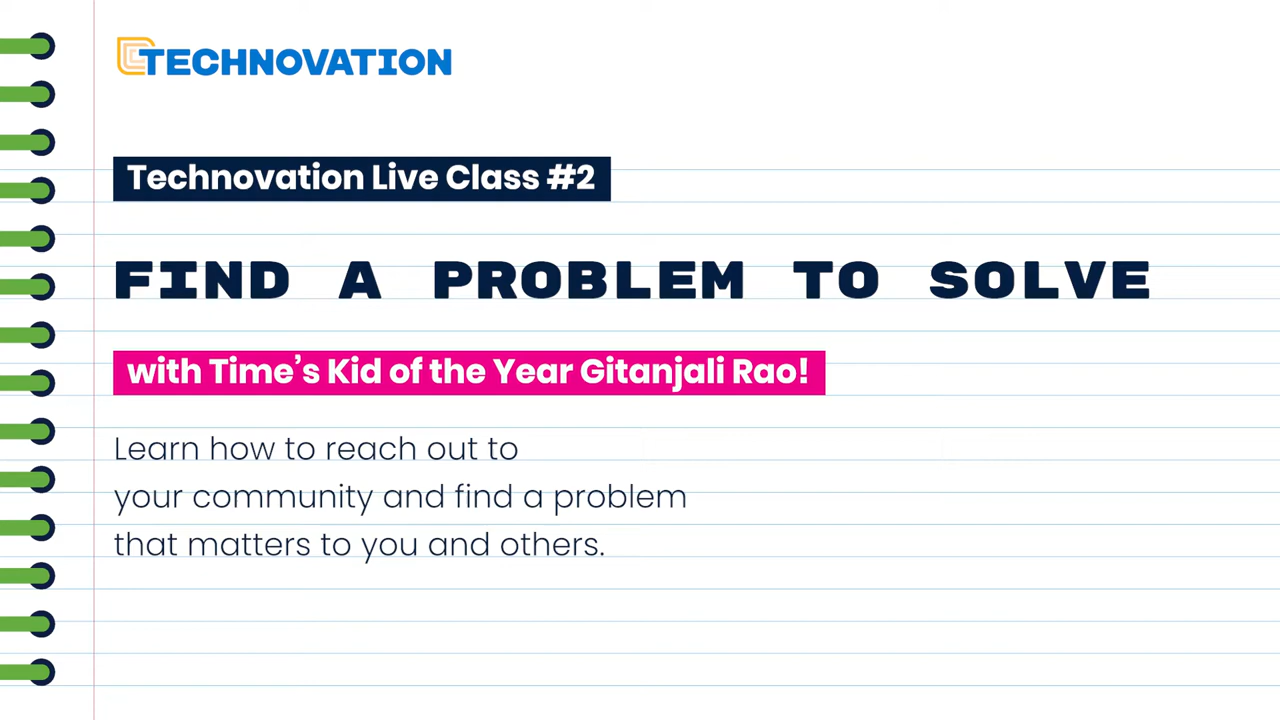 TECHNOVATION
Technovation Live Class #2
FIND A PROBLEM TO SOLVE
with Time’s Kid of the Year Gitanjali Rao!
Learn how to reach out to
your community and find a problem
that matters to you and others.